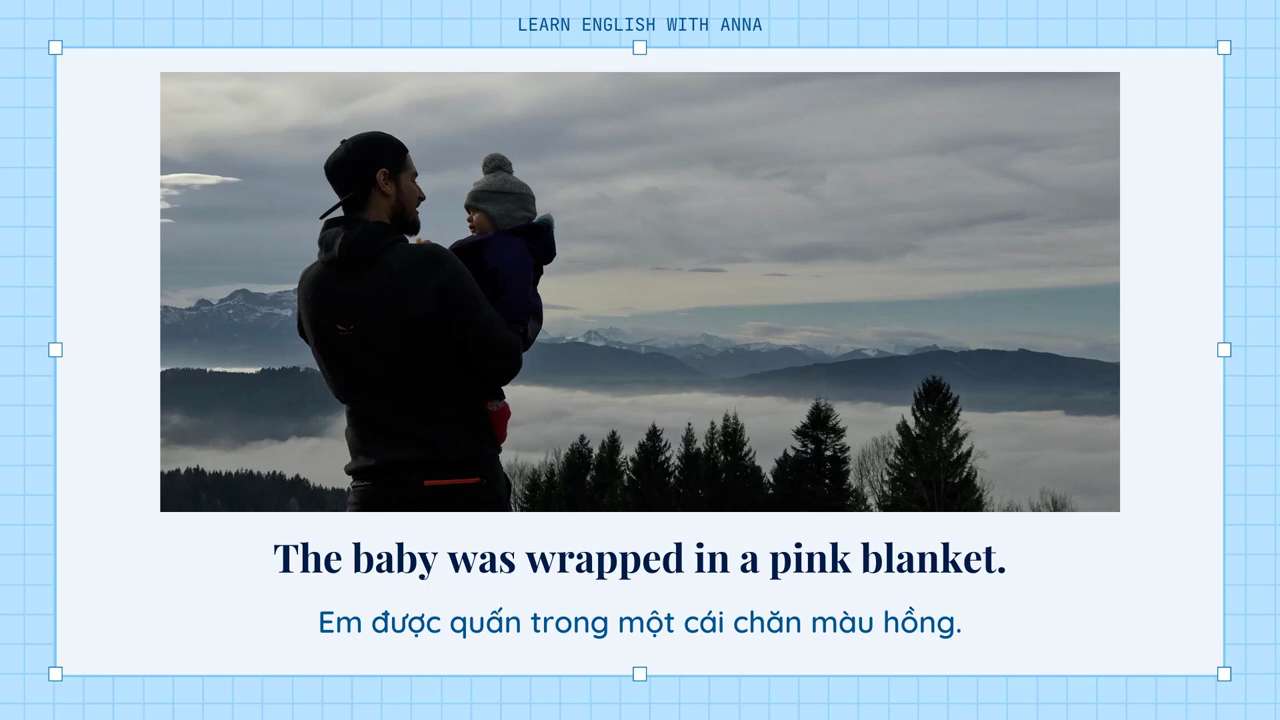 LEARN ENGLISH WITH ANNA
The baby was wrapped in a pink blanket.
Em được quấn trong một cái chăn màu hồng.